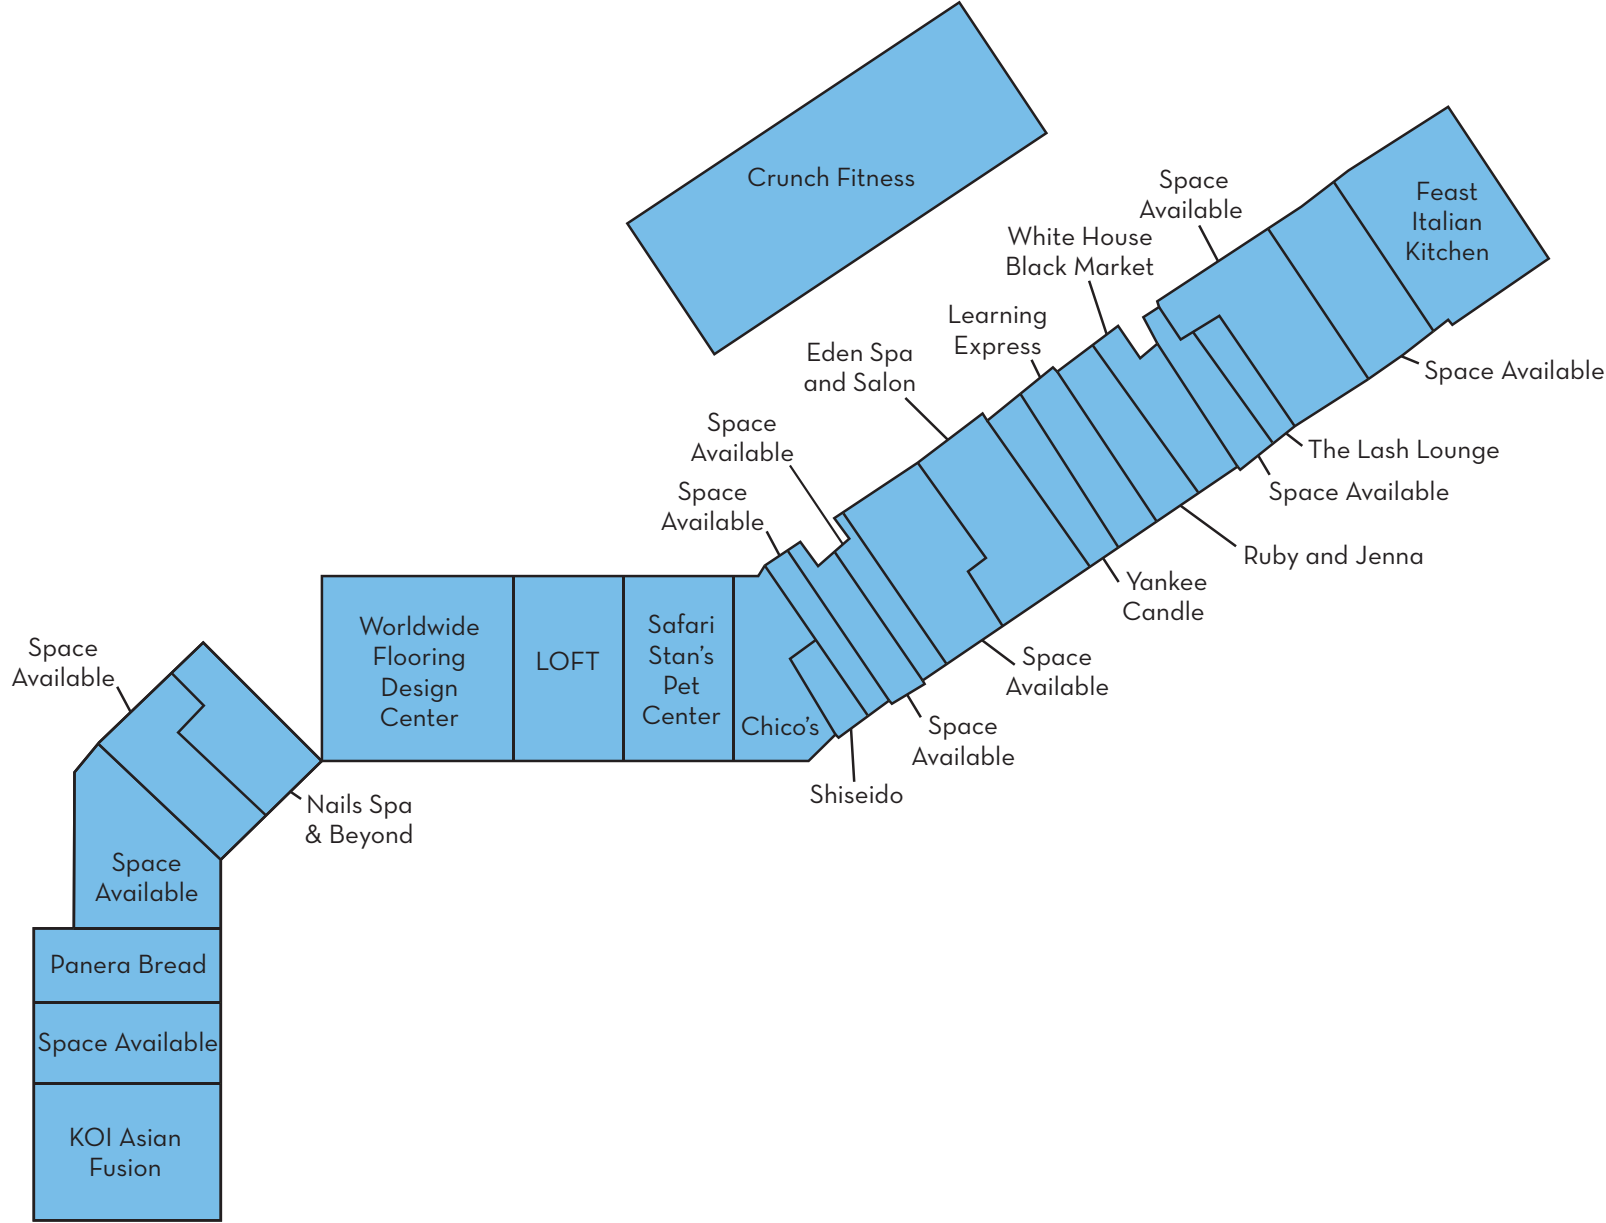 Crunch Fitness
Space
Available
Feast
Italian
Kitchen
White House
Black Market
Learning
Express
Eden Spa
and Salon
Space Available
Space
Available
The Lash Lounge
Space
Available
Space Available
Ruby and Jenna
Yankee
Candle
Worldwide
Flooring
Design
Center
LOFT
Safari
Stan's
Pet
Center
Chico's
Space
Available
Space
Available
Shiseido
Space
Available
Nails Spa
& Beyond
Space
Available
Panera Bread
Space Available
KOI Asian
Fusion